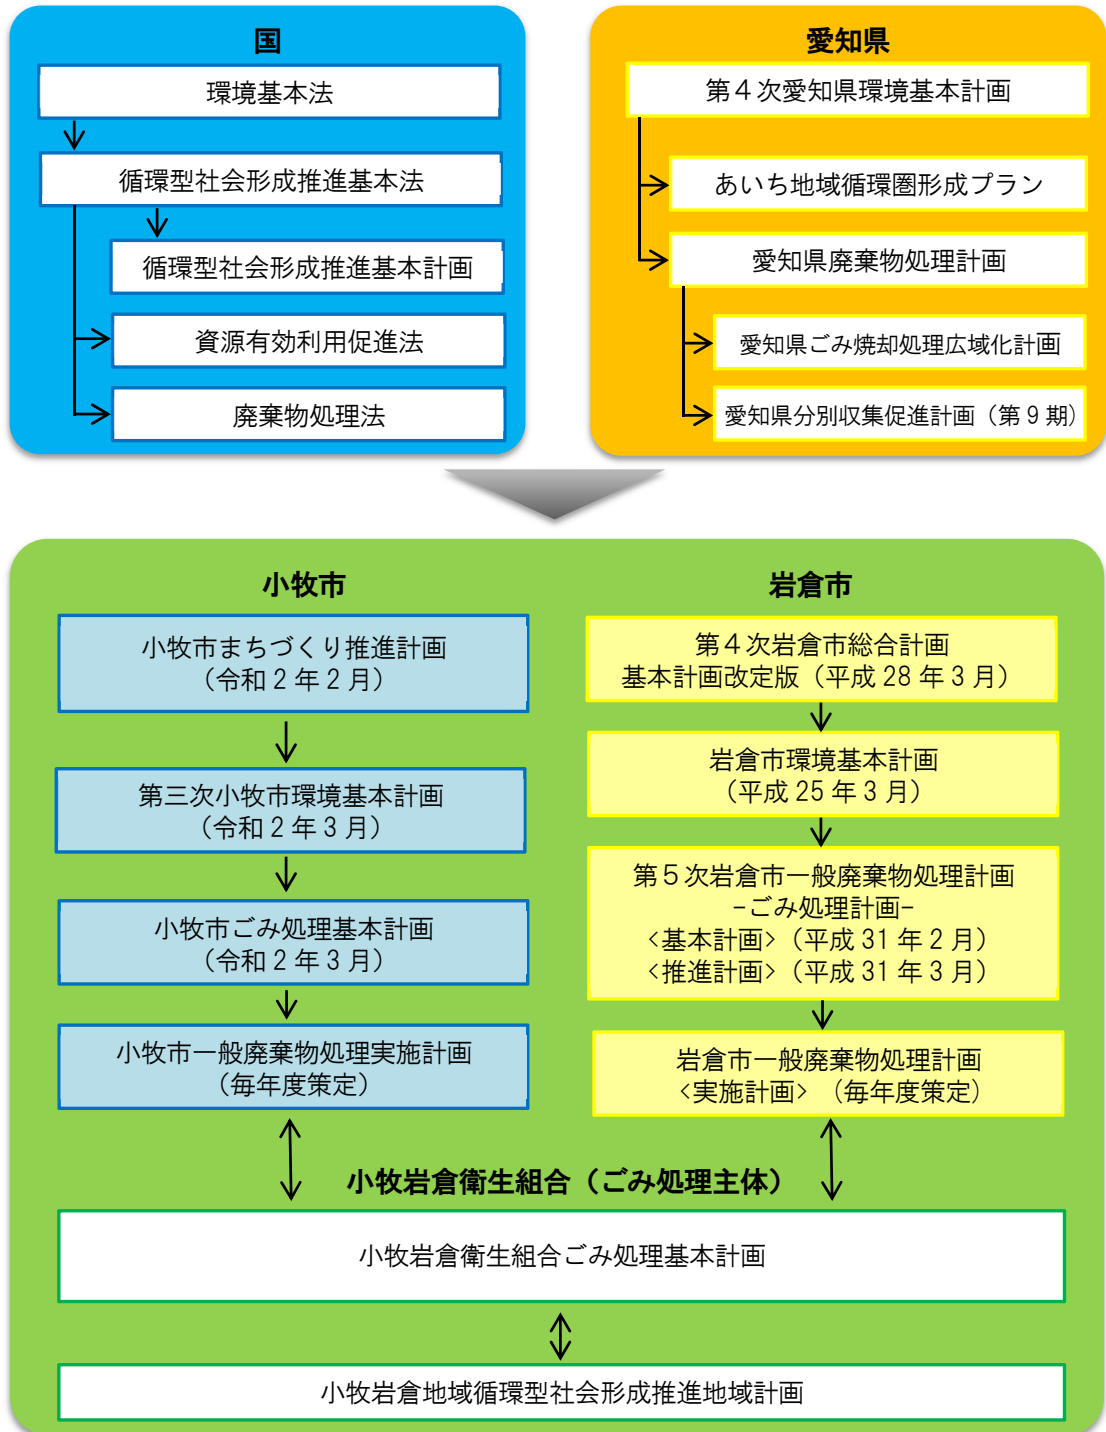 国
環境基本法
循環型社会形成推進基本法
循環型社会形成推進基本計画
資源有効利用促進法
廃棄物処理法
愛知県
第４次愛知県環境基本計画
あいち地域循環圏形成プラン
愛知県廃棄物処理計画
愛知県ごみ焼却処理広域化計画
愛知県分別収集促進計画（第９期）
小牧市
小牧市まちづくり推進計画
（令和２年２月）
第三次小牧市環境基本計画
（令和２年３月）
小牧市ごみ処理基本計画
（令和２年３月）
小牧市一般廃棄物処理実施計画
（毎年度策定）
岩倉市
第４次岩倉市総合計画
基本計画改定版（平成 28 年３月）
岩倉市環境基本計画
（平成 25 年３月）
第５次岩倉市一般廃棄物処理計画
−ごみ処理計画−
<基本計画>（平成 31 年２月）
<推進計画>（平成 31 年３月）
岩倉市一般廃棄物処理計画
<実施計画>（毎年度策定）
小牧岩倉衛生組合（ごみ処理主体）
小牧岩倉衛生組合ごみ処理基本計画
小牧岩倉地域循環型社会形成推進地域計画